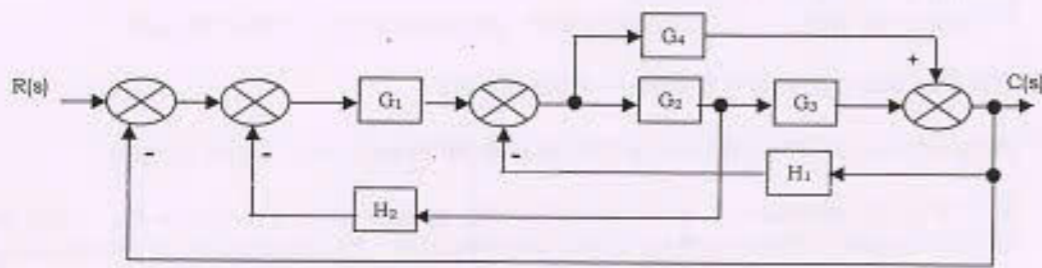 G₄
+
R(s) G₁ G₂ G₃ C(s)
- - - H₁
H₂